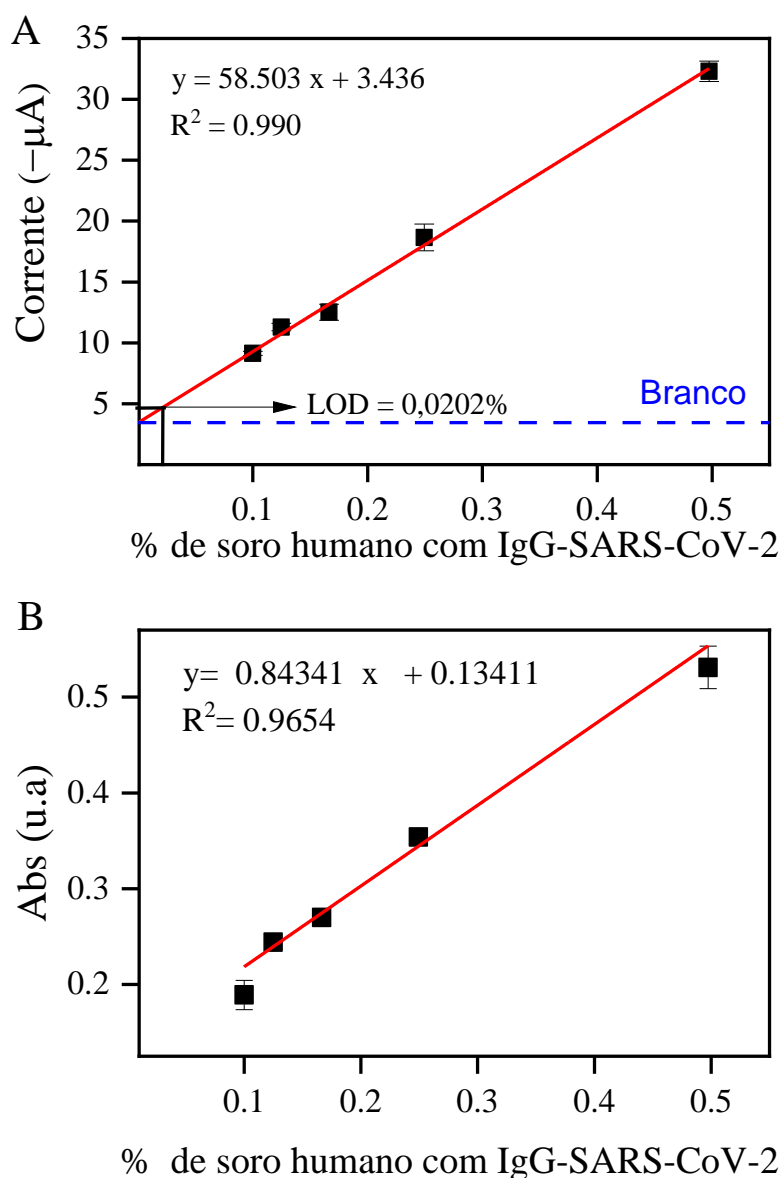 A
35
30
25
20
15
10
5
Corrente (−μA)
y = 58.503 x + 3.436
R² = 0.990
Branco
LOD = 0,0202%
0.1 0.2 0.3 0.4 0.5
% de soro humano com IgG-SARS-CoV-2
B
0.5
0.4
0.3
0.2
Abs (u.a)
y= 0.84341 x + 0.13411
R²= 0.9654
0.1 0.2 0.3 0.4 0.5
% de soro humano com IgG-SARS-CoV-2